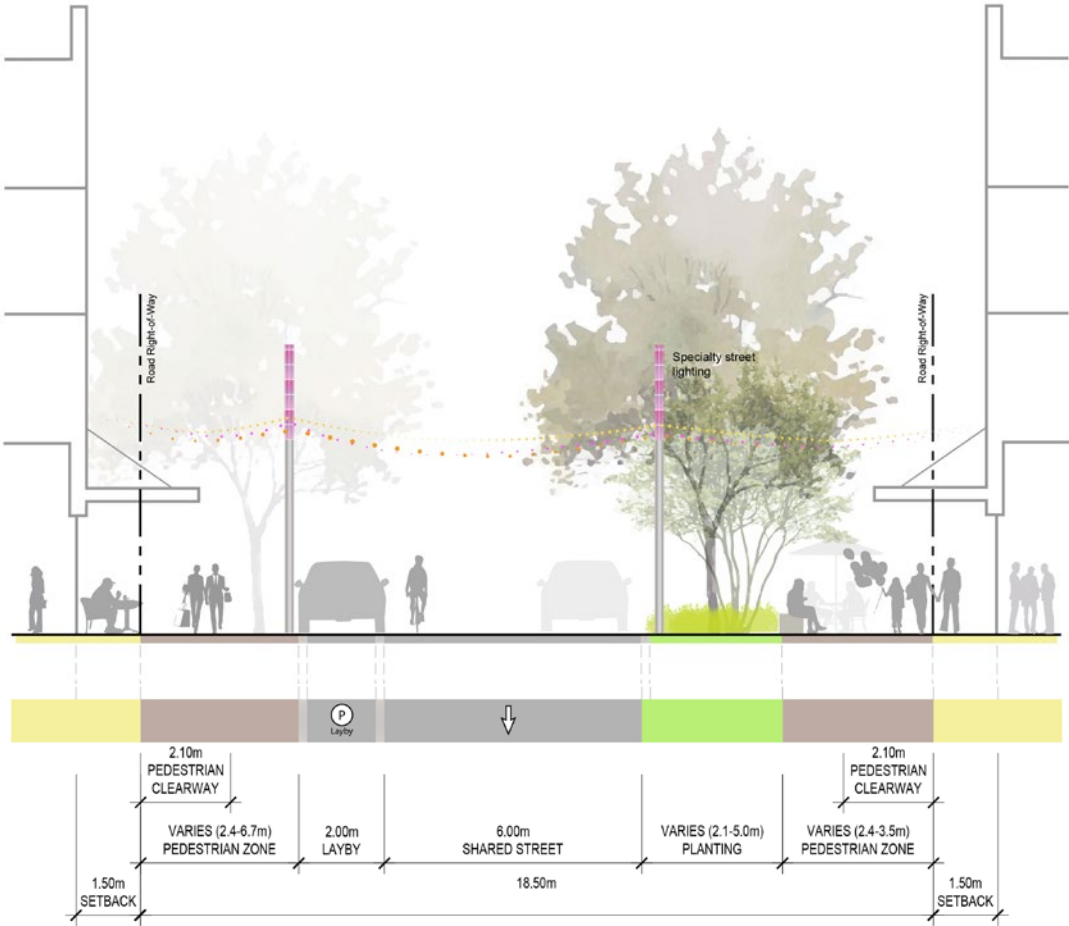 Road Right-of-Way
Road Right-of-Way
Specialty street
lighting
P
Layby
2.10m
PEDESTRIAN
CLEARWAY
2.10m
PEDESTRIAN
CLEARWAY
VARIES (2.4-6.7m)
PEDESTRIAN ZONE
2.00m
LAYBY
6.00m
SHARED STREET
VARIES (2.1-5.0m)
PLANTING
VARIES (2.4-3.5m)
PEDESTRIAN ZONE
1.50m
SETBACK
18.50m
1.50m
SETBACK